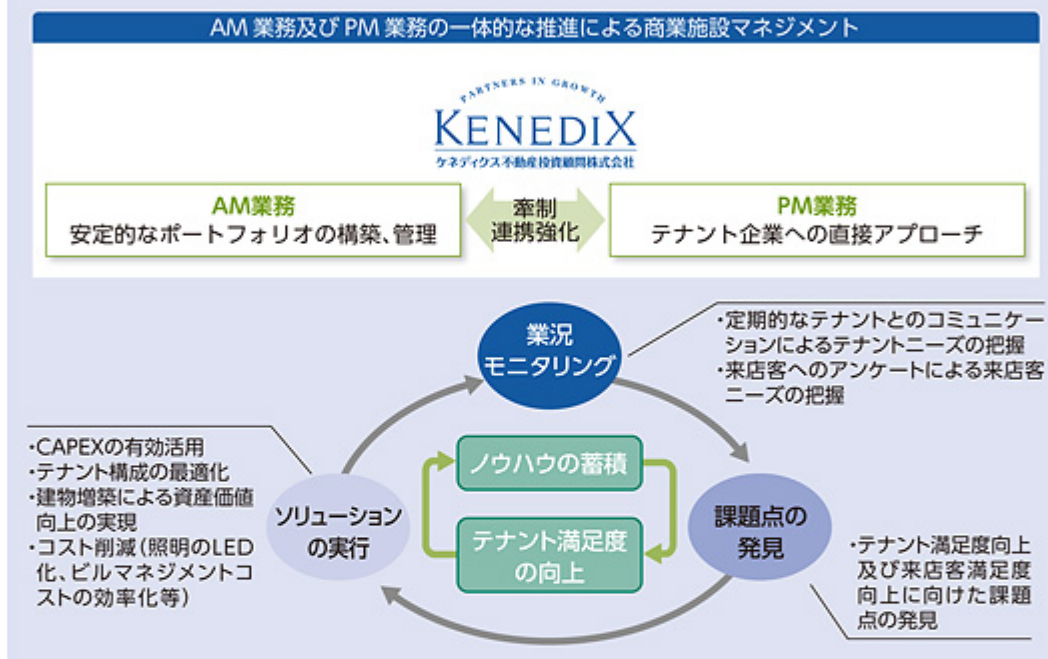 AM 業務及び PM 業務の一体的な推進による商業施設マネジメント
PARTNERS IN GROWTH
KENEDIX
ケネディクス不動産投資顧問株式会社
AM業務
安定的なポートフォリオの構築、管理
牽制
連携強化
PM業務
テナント企業への直接アプローチ
業況
モニタリング
・定期的なテナントとのコミュニケー
ションによるテナントニーズの把握
・来店客へのアンケートによる来店客
ニーズの把握
・CAPEXの有効活用
・テナント構成の最適化
・建物増築による資産価値
向上の実現
・コスト削減(照明のLED
化、ビルマネジメントコ
ストの効率化等)
ソリューション
の実行
ノウハウの蓄積
テナント満足度
の向上
課題点の
発見
・テナント満足度向上
及び来店客満足度
向上に向けた課題
点の発見